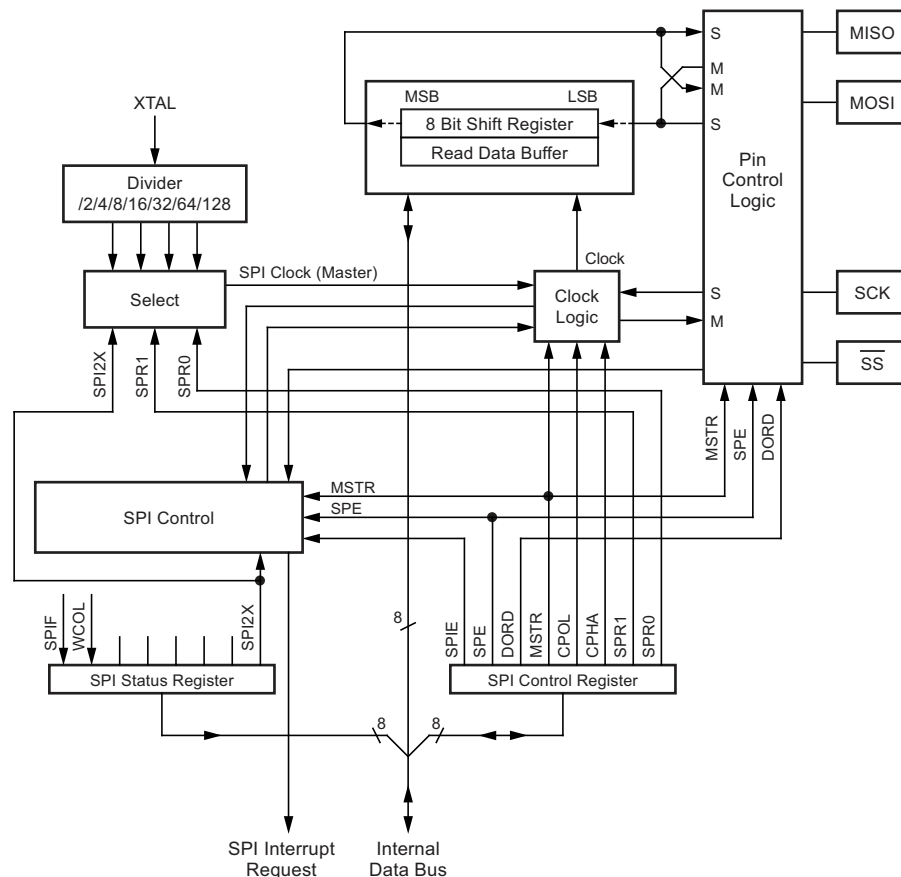 MISO
MOSI
SCK
SS
S
M
M
S
Pin
Control
Logic
S
M
MSB
LSB
8 Bit Shift Register
Read Data Buffer
XTAL
Divider
/2/4/8/16/32/64/128
Select
SPI Clock (Master)
Clock
Clock
Logic
SPI2X
SPR1
SPR0
MSTR
SPE
DORD
SPI Control
MSTR
SPE
SPIF
WCOL
SPI2X
SPI Status Register
8
SPIE
SPE
DORD
MSTR
CPOL
CPHA
SPR1
SPR0
SPI Control Register
8
8
SPI Interrupt
Request
Internal
Data Bus